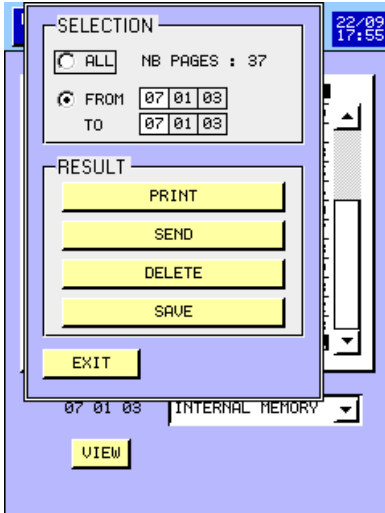 SELECTION
22/09
17:55
ALL NB PAGES : 37
FROM 07 01 03
TO 07 01 03
RESULT
PRINT
SEND
DELETE
SAVE
EXIT
07 01 03 INTERNAL MEMORY
VIEW